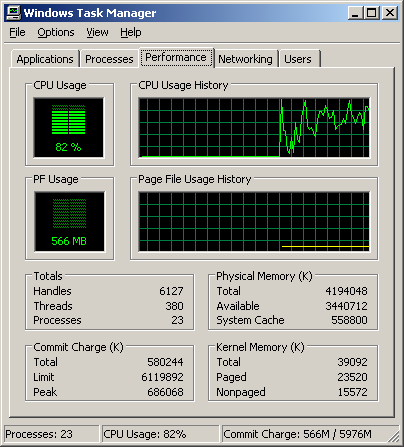 Windows Task Manager
File Options View Help
Applications Processes Performance Networking Users
CPU Usage CPU Usage History
82 %
PF Usage Page File Usage History
566 MB
Totals
Handles 6127
Threads 380
Processes 23
Physical Memory (K)
Total 4194048
Available 3440712
System Cache 558800
Commit Charge (K)
Total 580244
Limit 6119892
Peak 686068
Kernel Memory (K)
Total 39092
Paged 23520
Nonpaged 15572
Processes: 23 CPU Usage: 82% Commit Charge: 566M / 5976M